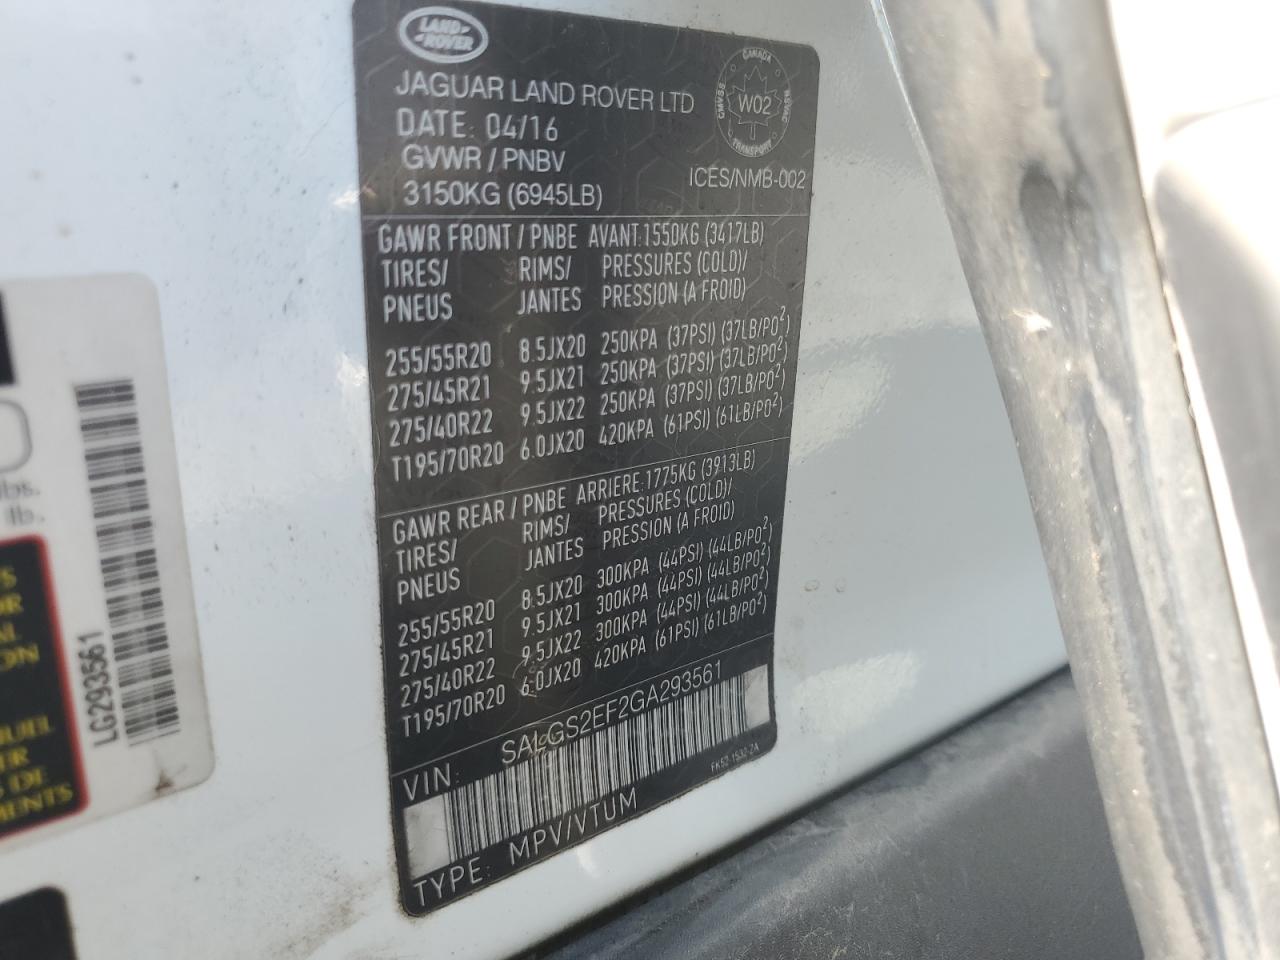 LAND-
-ROVER
JAGUAR LAND ROVER LTD
DATE: 04/16
GVWR / PNBV
3150KG (6945LB)
CANADA
CMVSS
W02
NSVAC
TRANSPORT
ICES/NMB-002
GAWR FRONT / PNBE AVANT:1550KG (3417LB)
TIRES/ RIMS/ PRESSURES (COLD)/
PNEUS JANTES PRESSION (A FROID)
255/55R20 8.5JX20 250KPA (37PSI) (37LB/PO²)
275/45R21 9.5JX21 250KPA (37PSI) (37LB/PO²)
275/40R22 9.5JX22 250KPA (37PSI) (37LB/PO²)
T195/70R20 6.0JX20 420KPA (61PSI) (61LB/PO²)
GAWR REAR / PNBE ARRIERE:1775KG (3913LB)
TIRES/ RIMS/ PRESSURES (COLD)/
PNEUS JANTES PRESSION (A FROID)
255/55R20 8.5JX20 300KPA (44PSI) (44LB/PO²)
275/45R21 9.5JX21 300KPA (44PSI) (44LB/PO²)
275/40R22 9.5JX22 300KPA (44PSI) (44LB/PO²)
T195/70R20 6.0JX20 420KPA (61PSI) (61LB/PO²)
VIN: SALGS2EF2GA293561
FK52-1532-ZA
TYPE: MPV/VTUM
lbs.
lb.
LG293561